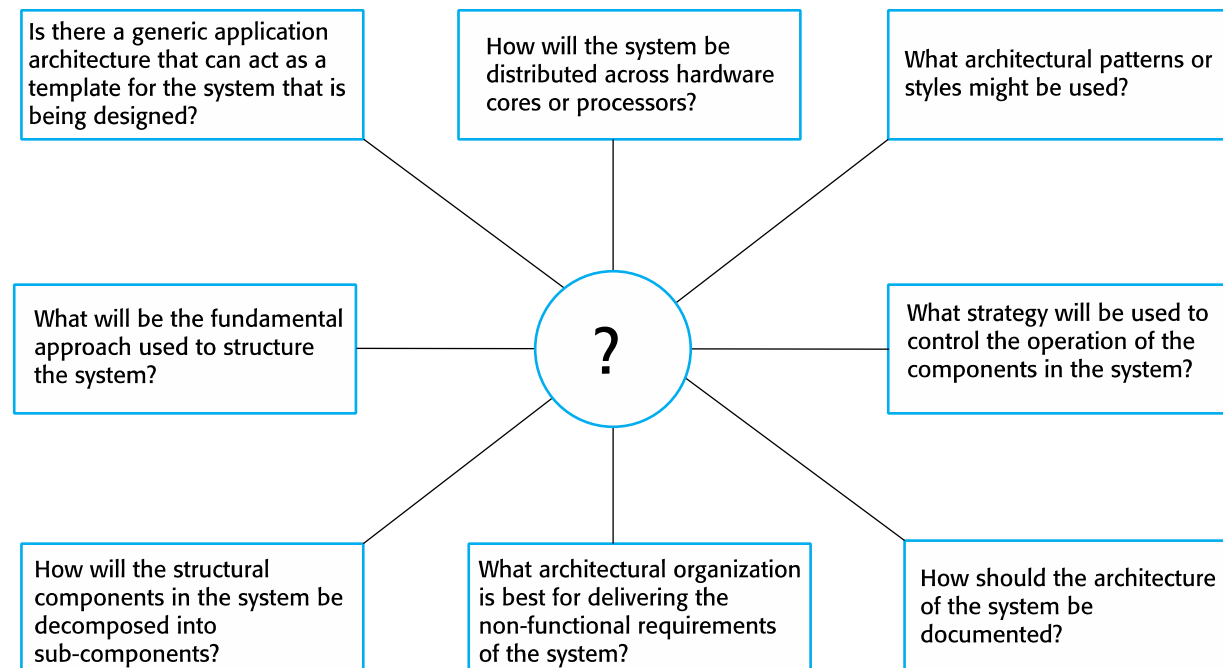 Is there a generic application
architecture that can act as a
template for the system that is
being designed?
How will the system be
distributed across hardware
cores or processors?
What architectural patterns or
styles might be used?
What will be the fundamental
approach used to structure
the system?
?
What strategy will be used to
control the operation of the
components in the system?
How will the structural
components in the system be
decomposed into
sub-components?
What architectural organization
is best for delivering the
non-functional requirements
of the system?
How should the architecture
of the system be
documented?